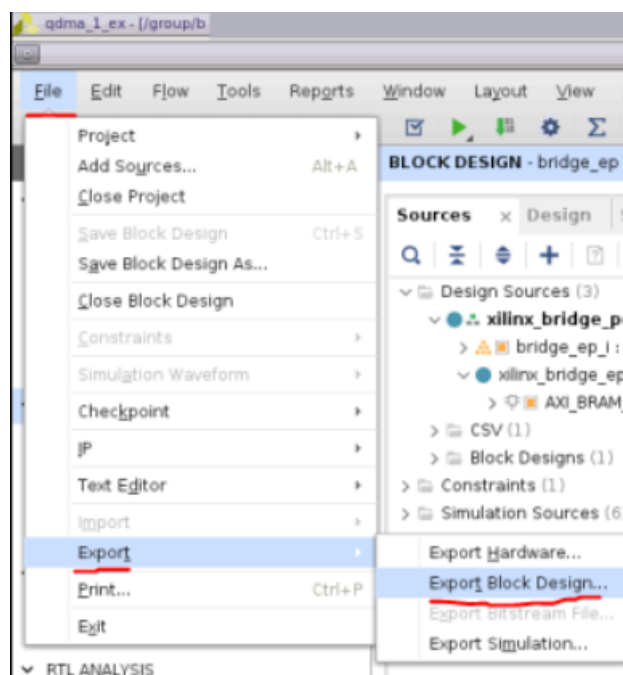 qdma_1_ex - [/group/b
File Edit Flow Tools Reports Window Layout View
Project
Add Sources... Alt+A
Close Project
Save Block Design Ctrl+S
Save Block Design As...
Close Block Design
Constraints
Simulation Waveform
Checkpoint
IP
Text Editor
Import
Export
Print... Ctrl+P
Exit
RTL ANALYSIS
BLOCK DESIGN - bridge_ep
Sources Design
Design Sources (3)
xilinx_bridge_p
bridge_ep_i :
xilinx_bridge_ep
AXI_BRAM_
CSV (1)
Block Designs (1)
Constraints (1)
Simulation Sources (6)
Export Hardware...
Export Block Design...
Export Bitstream File...
Export Simulation...